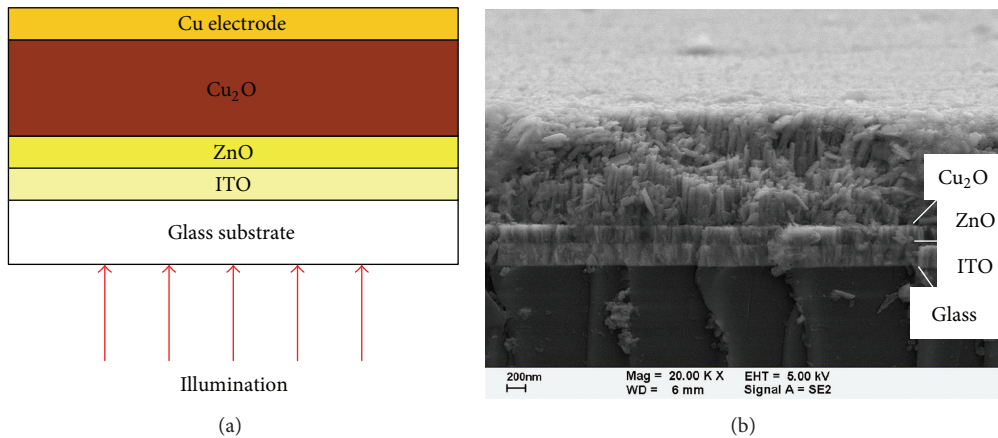 Cu electrode
Cu₂O
ZnO
ITO
Glass substrate
Illumination
(a)
Cu₂O
ZnO
ITO
Glass
200nm
Mag = 20.00 K X EHT = 5.00 kV
WD = 6 mm Signal A = SE2
(b)